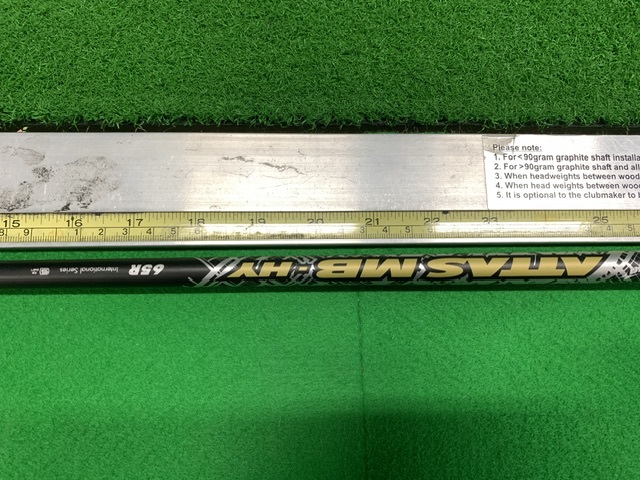 Please note:
1. For<90gram graphite shaft installa
2. For>90gram graphite shaft and all
3. When headweights between wood
4. When head weights between wou
5. It is optional to the clubmaker to b
15 16 17 18 19 20 21 22 23 25
ATTAS MB-HY
65R
International Series